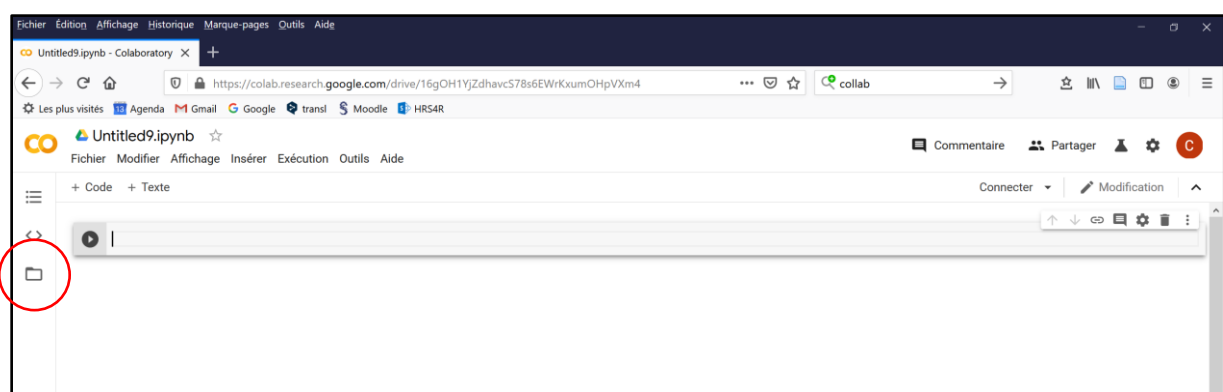 Fichier Édition Affichage Historique Marque-pages Outils Aide
Untitled9.ipynb - Colaboratory
https://colab.research.google.com/drive/16gOH1YjZdhavcS78s6EWrKxumOHpVXm4 collab
Les plus visités 13 Agenda Gmail Google transl Moodle HRS4R
Untitled9.ipynb
Commentaire Partager C
Fichier Modifier Affichage Insérer Exécution Outils Aide
+ Code + Texte Connecter Modification